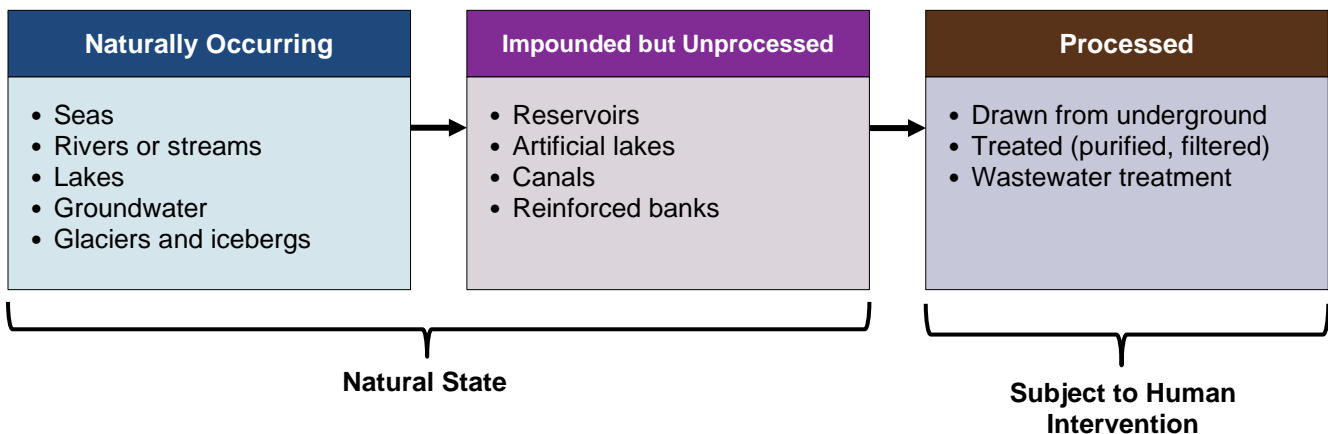 Naturally Occurring
• Seas
• Rivers or streams
• Lakes
• Groundwater
• Glaciers and icebergs
Impounded but Unprocessed
• Reservoirs
• Artificial lakes
• Canals
• Reinforced banks
Processed
• Drawn from underground
• Treated (purified, filtered)
• Wastewater treatment
Natural State
Subject to Human
Intervention